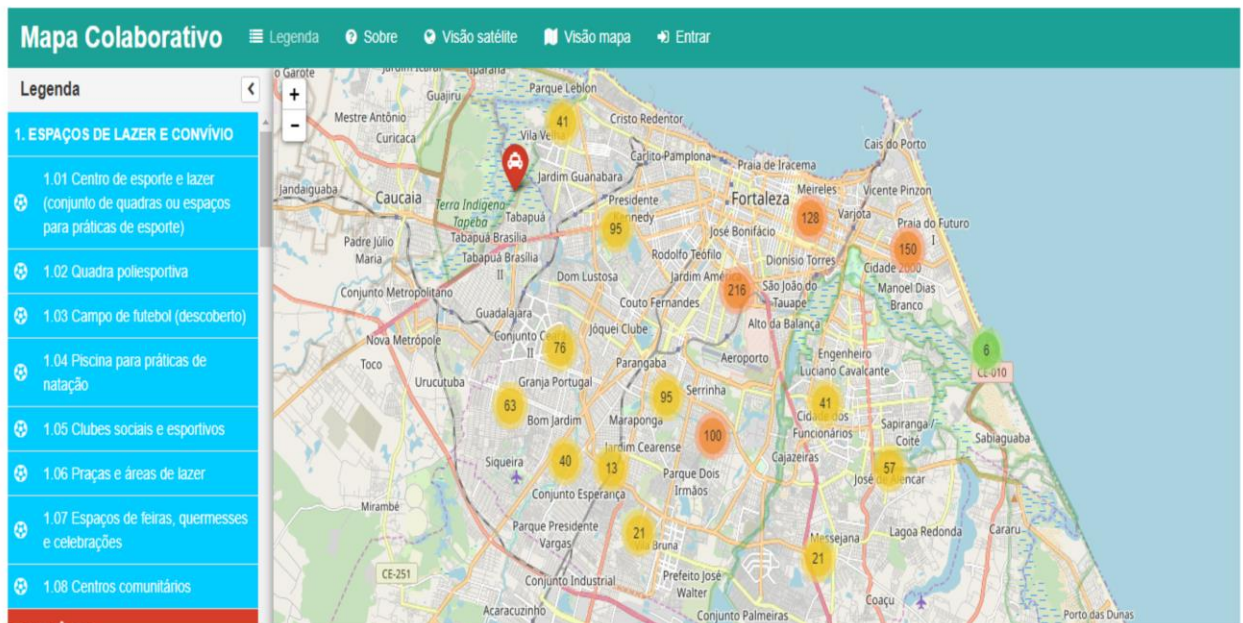 Mapa Colaborativo
Legenda
Sobre
Visão satélite
Visão mapa
Entrar
Legenda
1. ESPAÇOS DE LAZER E CONVÍVIO
1.01 Centro de esporte e lazer
(conjunto de quadras ou espaços
para práticas de esporte)
1.02 Quadra poliesportiva
1.03 Campo de futebol (descoberto)
1.04 Piscina para práticas de
natação
1.05 Clubes sociais e esportivos
1.06 Praças e áreas de lazer
1.07 Espaços de feiras, quermesses
e celebrações
1.08 Centros comunitários
+
-
o Garote
Iparana
Guajiru
Parque Leblon
Mestre Antônio
41
Cristo Redentor
Curicaca
Vila Velha
Cais do Porto
Carlito Pamplona
Praia de Iracema
Jandaiguaba
Caucaia
Jardim Guanabara
Terra Indígena
Tapeba
Presidente
Kennedy
Fortaleza
Meireles
Vicente Pinzon
128
Varjota
Praia do Futuro
I
Tabapuá
95
José Bonifácio
150
Padre Júlio
Maria
Tabapuá Brasília
Tabapuá Brasília
II
Rodolfo Teófilo
Dionisio Torres
Cidade 2000
Dom Lustosa
Jardim América
216
São João do
Tauape
Manoel Dias
Branco
Conjunto Metropolitano
Couto Fernandes
Guadalajara
Alto da Balança
Nova Metrópole
Conjunto Ceará
II
76
Jóquei Clube
6
Toco
Parangaba
Aeroporto
Engenheiro
Luciano Cavalcante
CE-010
Urucutuba
Granja Portugal
63
95
Serrinha
41
Bom Jardim
Maraponga
100
Cidade dos
Funcionários
Sapiranga /
Coité
Sabiaguaba
Jardim Cearense
Siqueira
40
13
Cajazeiras
57
José de Alencar
Parque Dois
Irmãos
Conjunto Esperança
Mirambé
Parque Presidente
Vargas
21
Vila Bruna
Messejana
21
Lagoa Redonda
Cararu
CE-251
Conjunto Industrial
Prefeito José
Walter
Coaçu
Acaracuzinho
Conjunto Palmeiras
Porto das Dunas